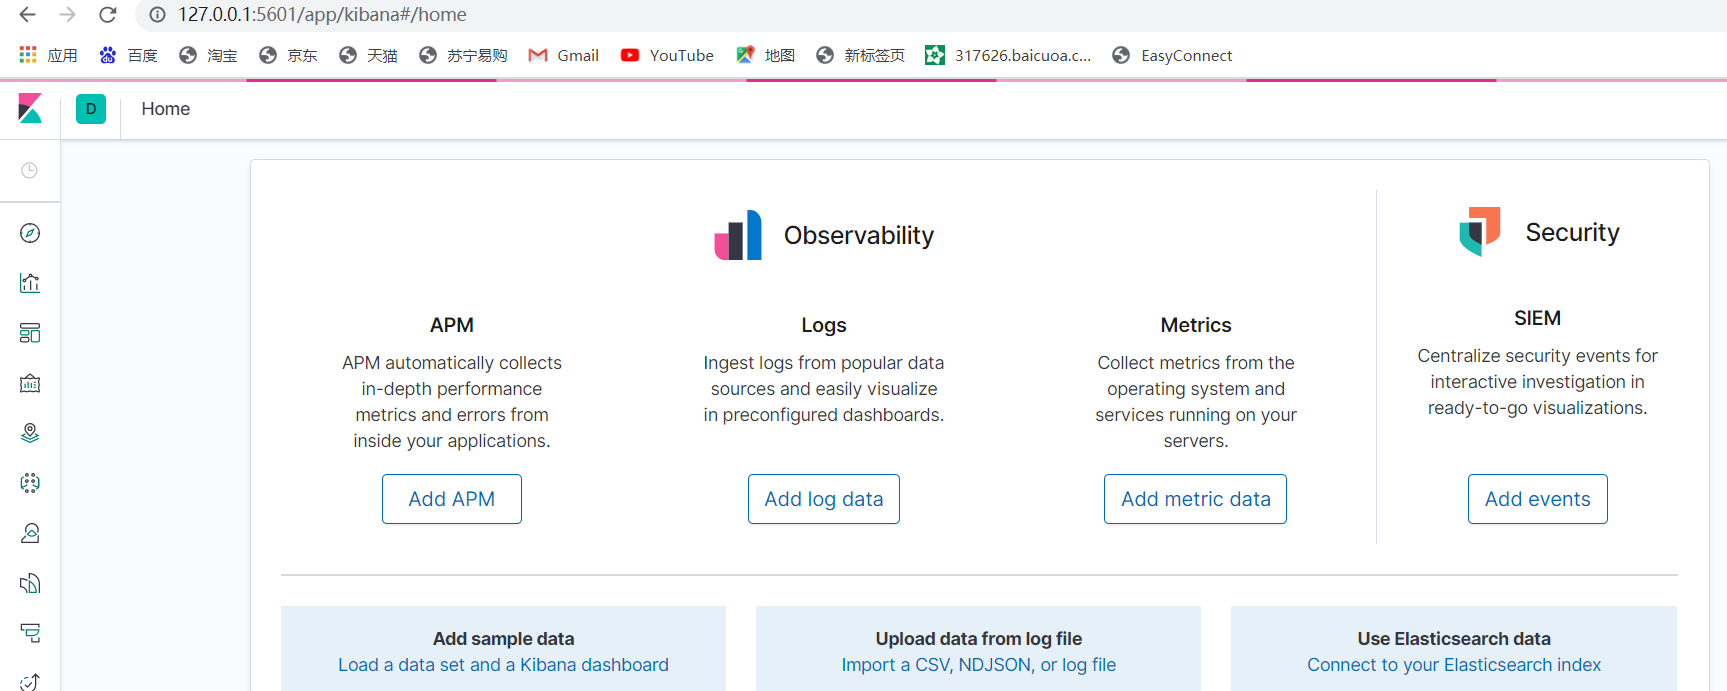 127.0.0.1:5601/app/kibana#/home
应用 百度 淘宝 京东 天猫 苏宁易购 Gmail YouTube 地图 新标签页 317626.baicuoa.c... EasyConnect
D Home
Observability
Security
APM
Logs
Metrics
SIEM
APM automatically collects
in-depth performance
metrics and errors from
inside your applications.
Ingest logs from popular data
sources and easily visualize
in preconfigured dashboards.
Collect metrics from the
operating system and
services running on your
servers.
Centralize security events for
interactive investigation in
ready-to-go visualizations.
Add APM
Add log data
Add metric data
Add events
Add sample data
Load a data set and a Kibana dashboard
Upload data from log file
Import a CSV, NDJSON, or log file
Use Elasticsearch data
Connect to your Elasticsearch index